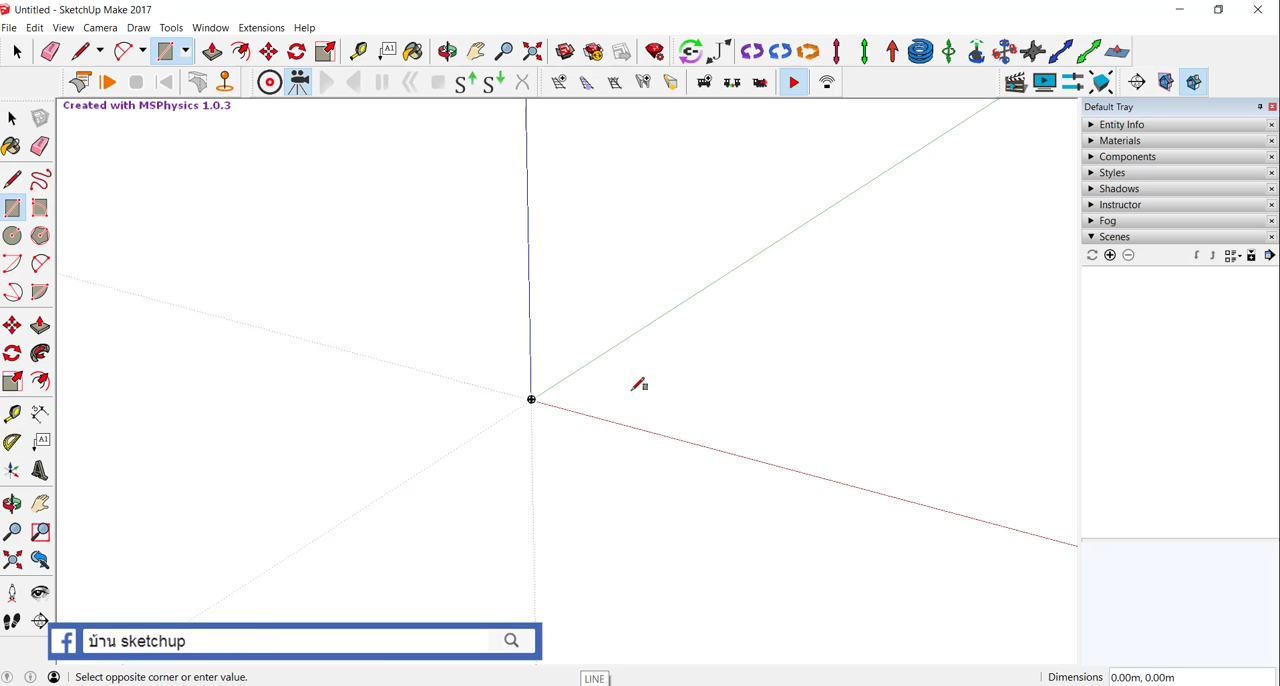 Untitled - SketchUp Make 2017
File Edit View Camera Draw Tools Window Extensions Help
Created with MSPhysics 1.0.3
Default Tray
Entity Info
Materials
Components
Styles
Shadows
Instructor
Fog
Scenes
บ้าน sketchup
Select opposite corner or enter value.
LINE
Dimensions 0.00m, 0.00m